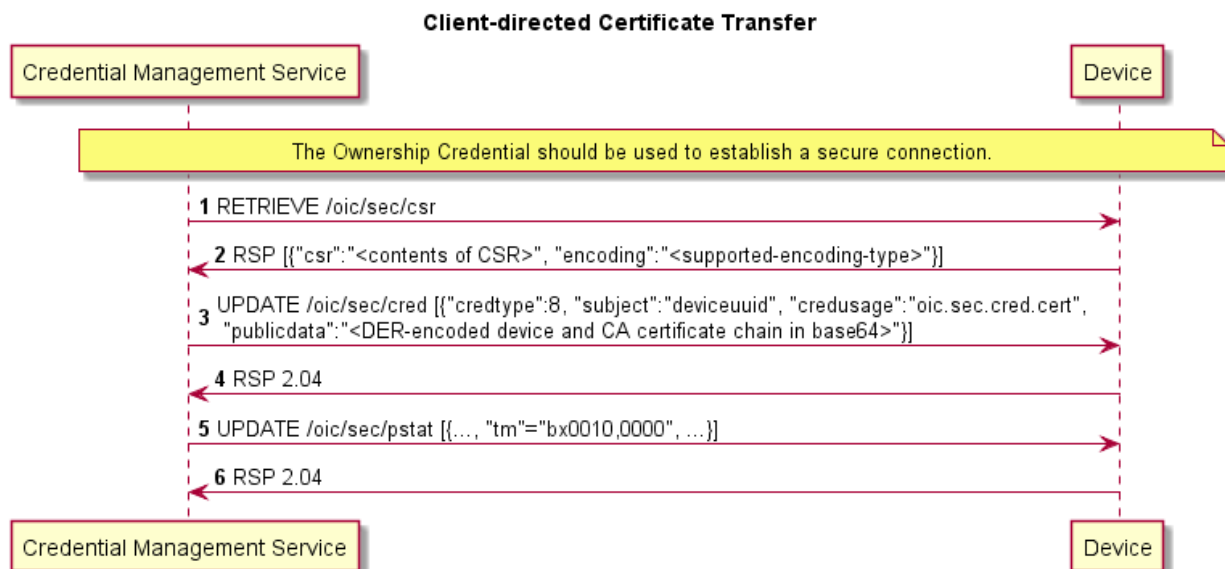 Client-directed Certificate Transfer
Credential Management Service
Device
The Ownership Credential should be used to establish a secure connection.
1 RETRIEVE /oic/sec/csr
2 RSP [{"csr":"<contents of CSR>", "encoding":"<supported-encoding-type>"}]
3 UPDATE /oic/sec/cred [{"credtype":8, "subject":"deviceuuid", "credusage":"oic.sec.cred.cert",
"publicdata":"<DER-encoded device and CA certificate chain in base64>"}]
4 RSP 2.04
5 UPDATE /oic/sec/pstat [{..., "tm"="bx0010,0000", ...}]
6 RSP 2.04
Credential Management Service
Device